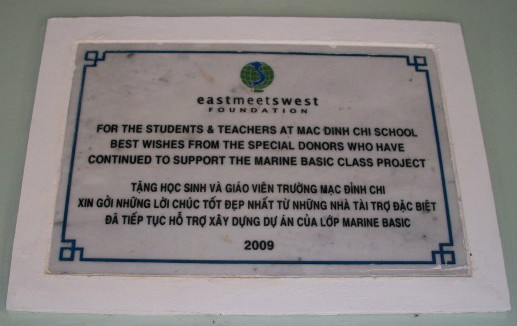 eastmeetswest
FOUNDATION
FOR THE STUDENTS & TEACHERS AT MAC DINH CHI SCHOOL
BEST WISHES FROM THE SPECIAL DONORS WHO HAVE
CONTINUED TO SUPPORT THE MARINE BASIC CLASS PROJECT
TẶNG HỌC SINH VÀ GIÁO VIÊN TRƯỜNG MẠC ĐỈNH CHI
XIN GỞI NHỮNG LỜI CHÚC TỐT ĐẸP NHẤT TỪ NHỮNG NHÀ TÀI TRỢ ĐẶC BIỆT
ĐÃ TIẾP TỤC HỖ TRỢ XÂY DỰNG DỰ ÁN CỦA LỚP MARINE BASIC
2009